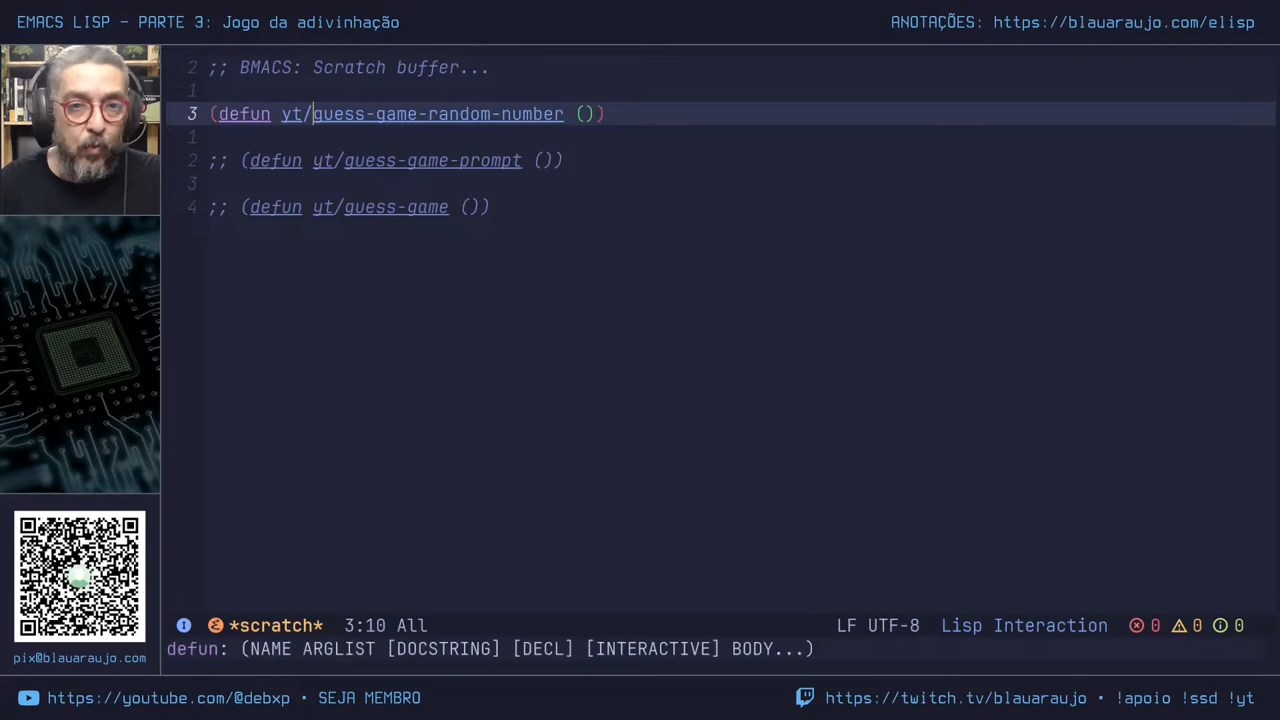 EMACS LISP - PARTE 3: Jogo da adivinhação
ANOTAÇÕES: https://blauaraujo.com/elisp
2 ;; BMACS: Scratch buffer...
1
3 (defun yt/guess-game-random-number ())
1
2 ;; (defun yt/guess-game-prompt ())
3
4 ;; (defun yt/guess-game ())
*scratch* 3:10 All LF UTF-8 Lisp Interaction 0 0 0
defun: (NAME ARGLIST [DOCSTRING] [DECL] [INTERACTIVE] BODY...)
pix@blauaraujo.com
https://youtube.com/@debxp • SEJA MEMBRO
https://twitch.tv/blauaraujo • !apoio !ssd !yt